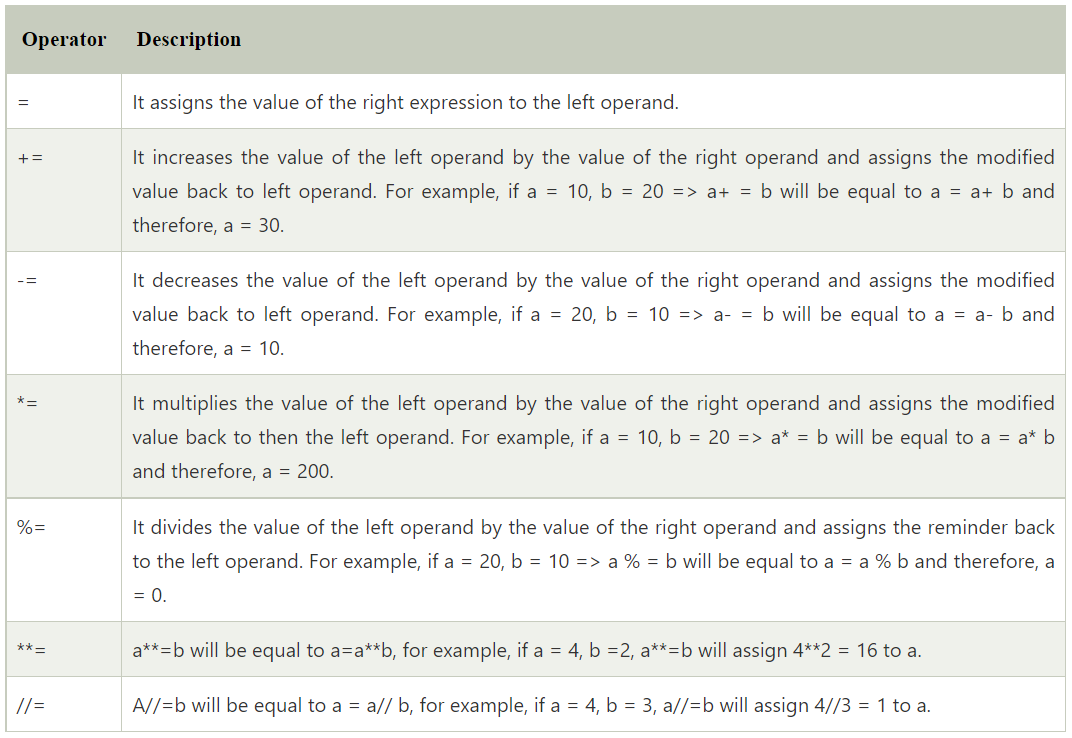 Operator Description
= It assigns the value of the right expression to the left operand.
+= It increases the value of the left operand by the value of the right operand and assigns the modified
value back to left operand. For example, if a = 10, b = 20 => a+ = b will be equal to a = a+ b and
therefore, a = 30.
-= It decreases the value of the left operand by the value of the right operand and assigns the modified
value back to left operand. For example, if a = 20, b = 10 => a- = b will be equal to a = a- b and
therefore, a = 10.
*= It multiplies the value of the left operand by the value of the right operand and assigns the modified
value back to then the left operand. For example, if a = 10, b = 20 => a* = b will be equal to a = a* b
and therefore, a = 200.
%= It divides the value of the left operand by the value of the right operand and assigns the reminder back
to the left operand. For example, if a = 20, b = 10 => a % = b will be equal to a = a % b and therefore, a
= 0.
**= a**=b will be equal to a=a**b, for example, if a = 4, b =2, a**=b will assign 4**2 = 16 to a.
//= A//=b will be equal to a = a// b, for example, if a = 4, b = 3, a//=b will assign 4//3 = 1 to a.